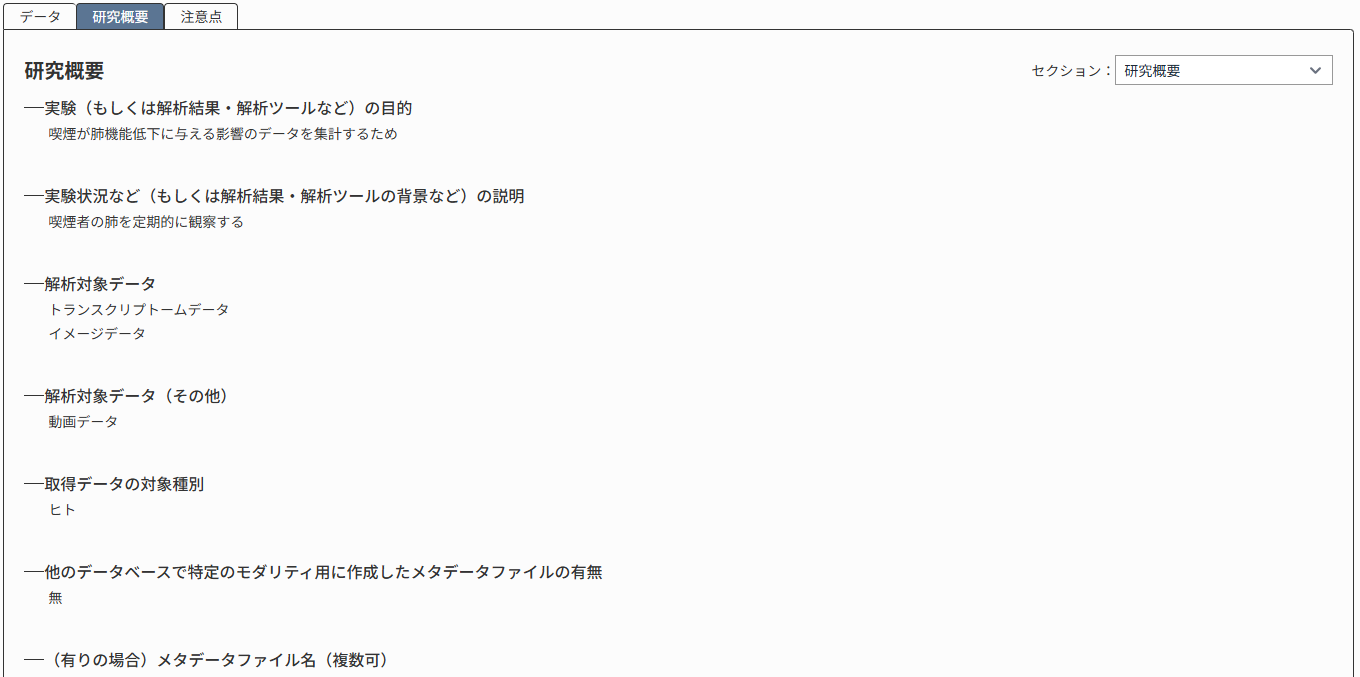 データ 研究概要 注意点
研究概要
セクション： 研究概要
実験（もしくは解析結果・解析ツールなど）の目的
喫煙が肺機能低下に与える影響のデータを集計するため
実験状況など（もしくは解析結果・解析ツールの背景など）の説明
喫煙者の肺を定期的に観察する
解析対象データ
トランスクリプトームデータ
イメージデータ
解析対象データ（その他）
動画データ
取得データの対象種別
ヒト
他のデータベースで特定のモダリティ用に作成したメタデータファイルの有無
無
（有りの場合）メタデータファイル名（複数可）